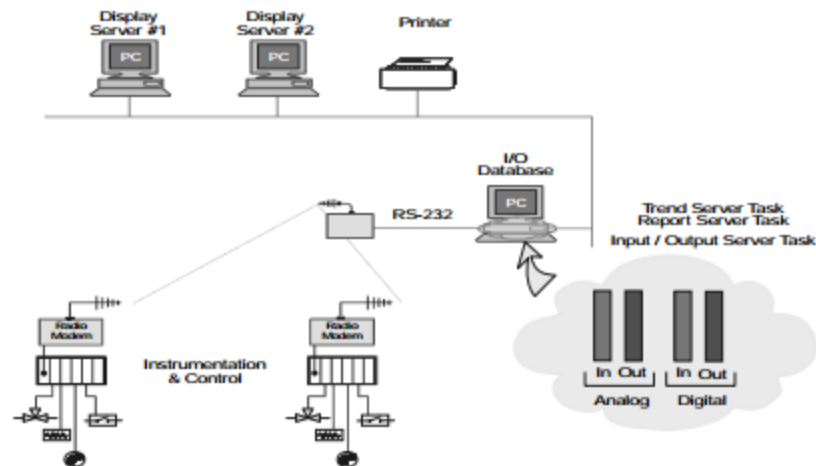 Display
Server #1
Display
Server #2
Printer
PC
PC
I/O
Database
PC
RS-232
Trend Server Task
Report Server Task
Input / Output Server Task
Radio
Modem
Radio
Modem
Instrumentation
& Control
In Out
In Out
Analog
Digital